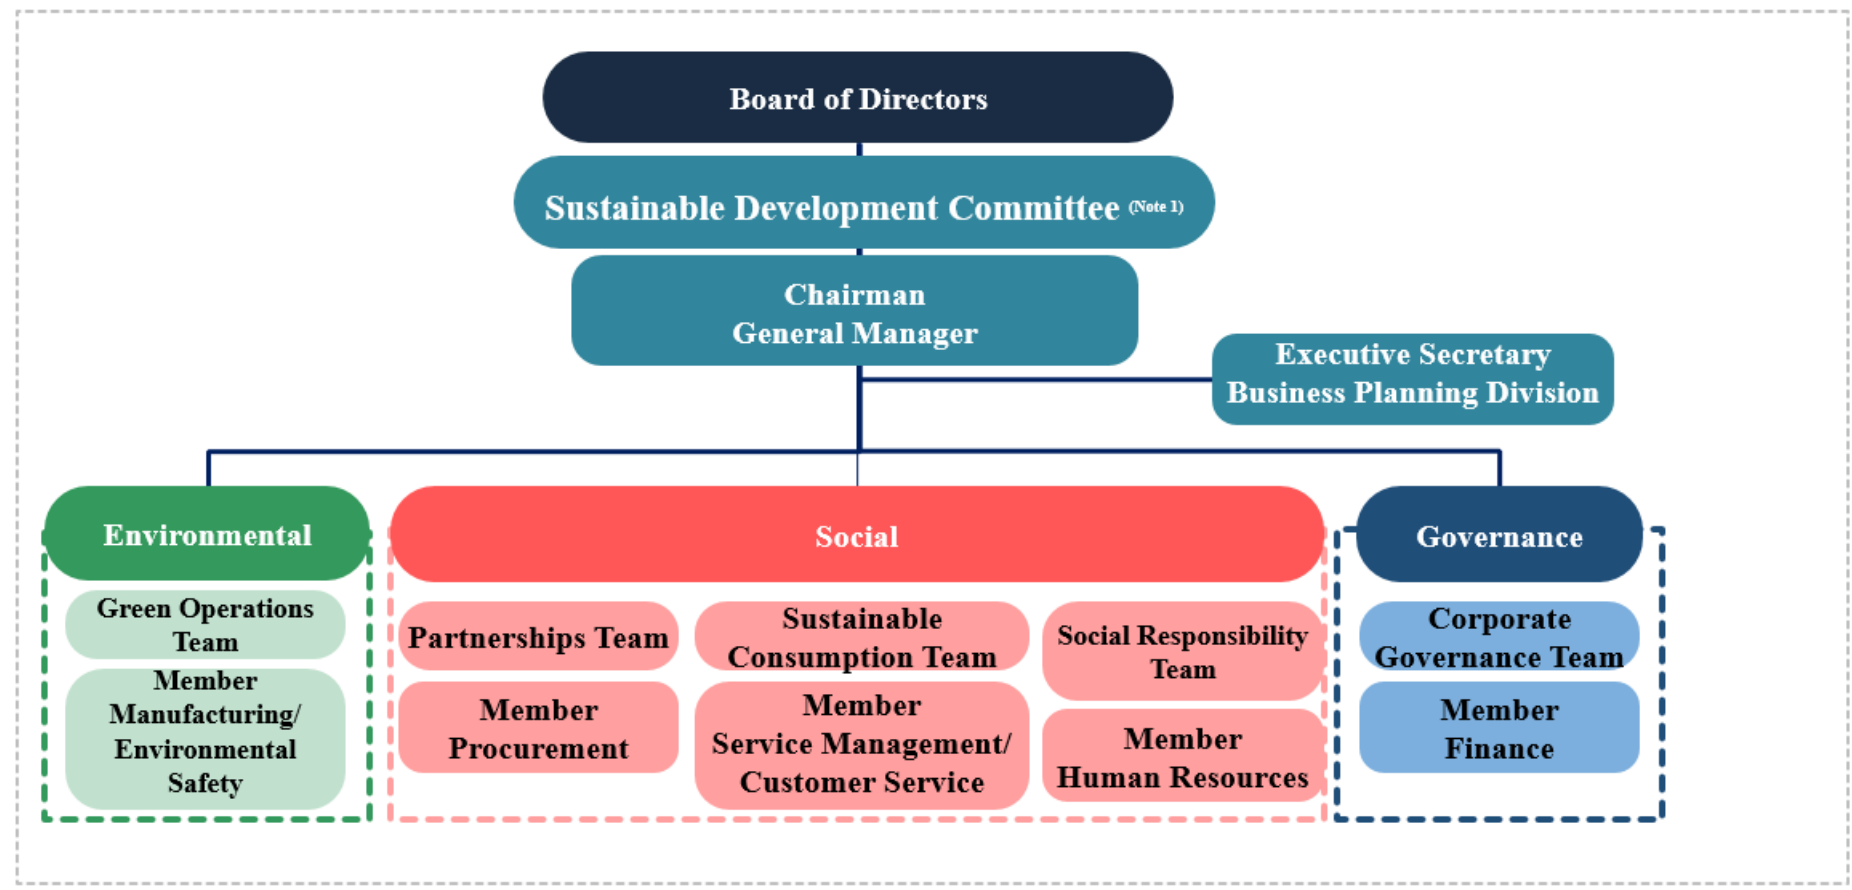 Board of Directors
Sustainable Development Committee (Note 1)
Chairman
General Manager
Executive Secretary
Business Planning Division
Environmental
Green Operations
Team
Member
Manufacturing/
Environmental
Safety
Social
Partnerships Team
Member
Procurement
Sustainable
Consumption Team
Member
Service Management/
Customer Service
Social Responsibility
Team
Member
Human Resources
Governance
Corporate
Governance Team
Member
Finance